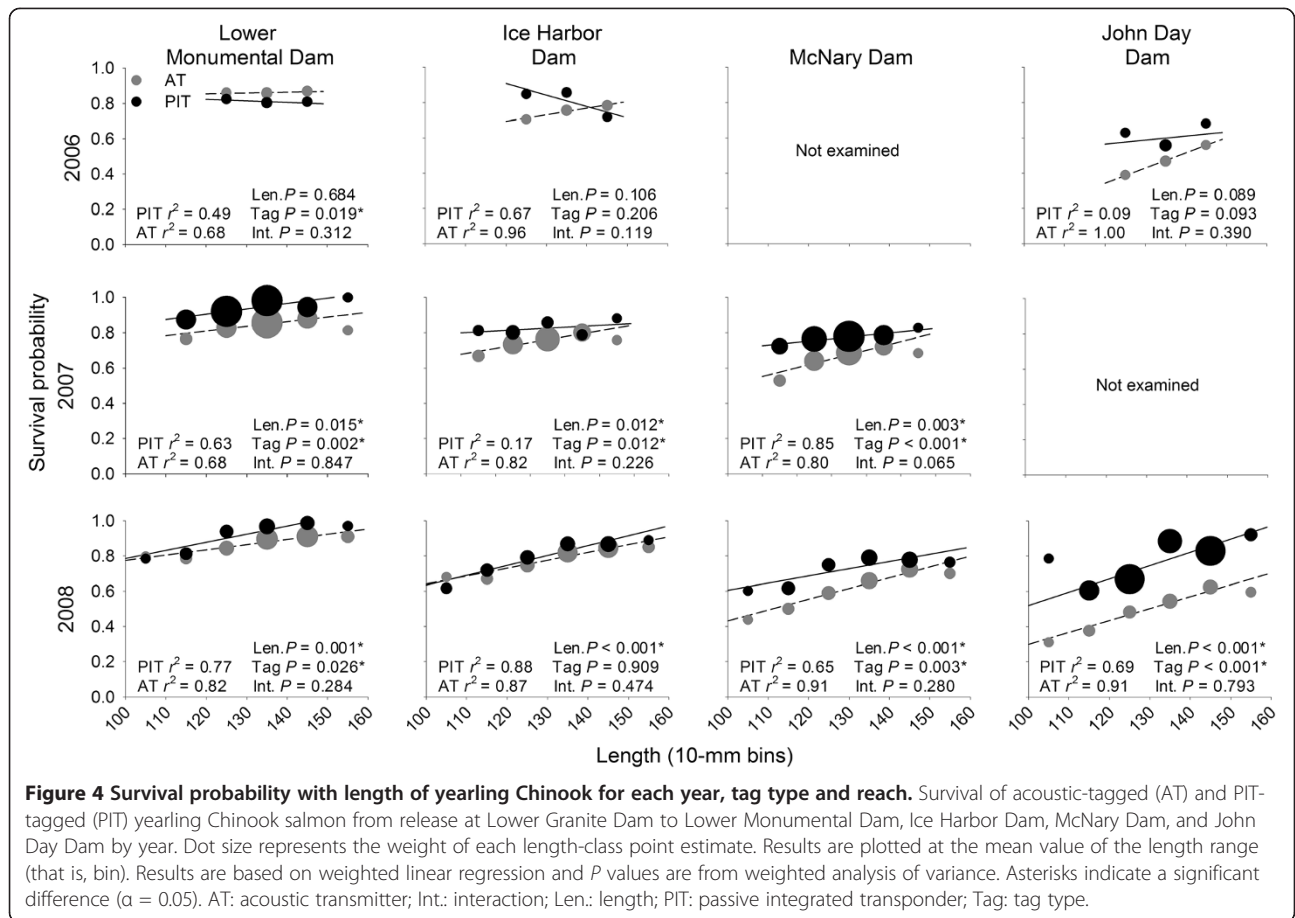 Lower
Monumental Dam
Ice Harbor
Dam
McNary Dam
John Day
Dam
Survival probability
2006
1.0
0.8
0.6
0.4
0.2
0.0
AT
PIT
PIT r² = 0.49
AT r² = 0.68
Len. P = 0.684
Tag P = 0.019*
Int. P = 0.312
PIT r² = 0.67
AT r² = 0.96
Len. P = 0.106
Tag P = 0.206
Int. P = 0.119
Not examined
PIT r² = 0.09
AT r² = 1.00
Len. P = 0.089
Tag P = 0.093
Int. P = 0.390
2007
1.0
0.8
0.6
0.4
0.2
0.0
PIT r² = 0.63
AT r² = 0.68
Len. P = 0.015*
Tag P = 0.002*
Int. P = 0.847
PIT r² = 0.17
AT r² = 0.82
Len. P = 0.012*
Tag P = 0.012*
Int. P = 0.226
PIT r² = 0.85
AT r² = 0.80
Len. P = 0.003*
Tag P < 0.001*
Int. P = 0.065
Not examined
2008
1.0
0.8
0.6
0.4
0.2
0.0
PIT r² = 0.77
AT r² = 0.82
Len. P = 0.001*
Tag P = 0.026*
Int. P = 0.284
PIT r² = 0.88
AT r² = 0.87
Len. P < 0.001*
Tag P = 0.909
Int. P = 0.474
PIT r² = 0.65
AT r² = 0.91
Len. P < 0.001*
Tag P = 0.003*
Int. P = 0.280
PIT r² = 0.69
AT r² = 0.91
Len. P < 0.001*
Tag P < 0.001*
Int. P = 0.793
100 110 120 130 140 150 160
100 110 120 130 140 150 160
100 110 120 130 140 150 160
100 110 120 130 140 150 160
Length (10-mm bins)
Figure 4 Survival probability with length of yearling Chinook for each year, tag type and reach. Survival of acoustic-tagged (AT) and PIT-
tagged (PIT) yearling Chinook salmon from release at Lower Granite Dam to Lower Monumental Dam, Ice Harbor Dam, McNary Dam, and John
Day Dam by year. Dot size represents the weight of each length-class point estimate. Results are plotted at the mean value of the length range
(that is, bin). Results are based on weighted linear regression and P values are from weighted analysis of variance. Asterisks indicate a significant
difference (α = 0.05). AT: acoustic transmitter; Int.: interaction; Len.: length; PIT: passive integrated transponder; Tag: tag type.